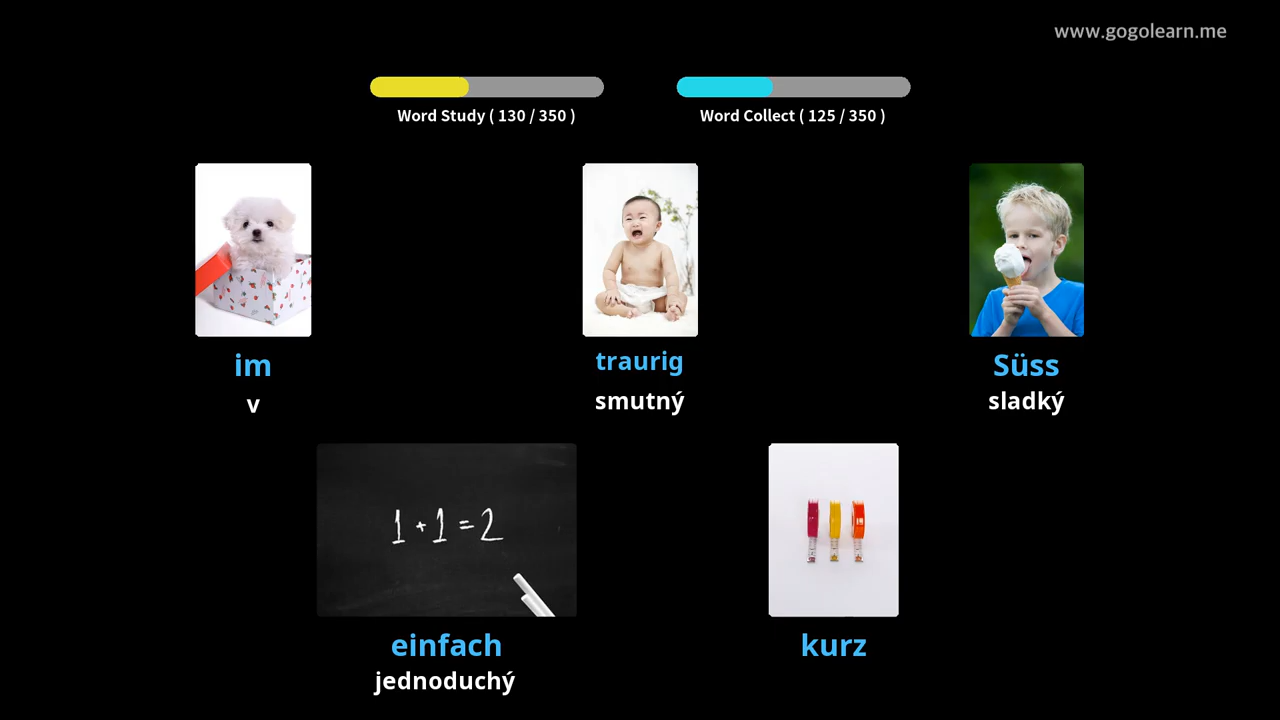 www.gogolearn.me
Word Study ( 130 / 350 )
Word Collect ( 125 / 350 )
im
v
traurig
smutný
Süss
sladký
1 + 1 = 2
einfach
jednoduchý
kurz